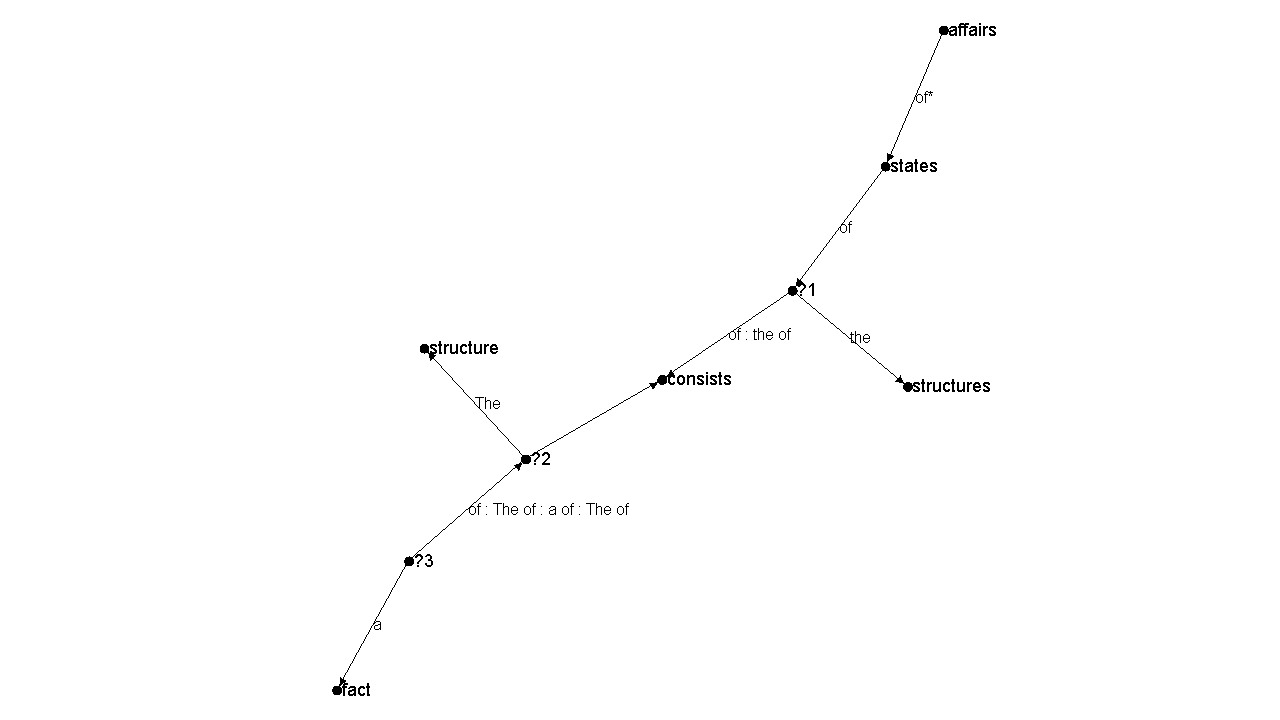 affairs
of*
states
of
?1
of : the of
the
structure
consists
structures
The
?2
of : The of : a of : The of
?3
a
fact